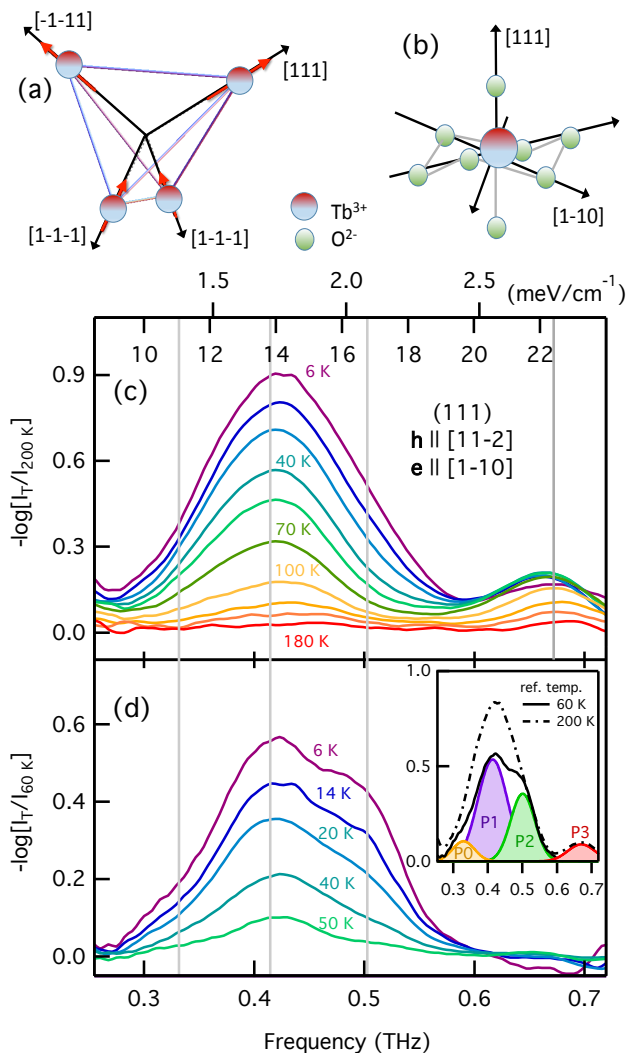 [-1-11]
(a)
[111]
[1-1-1]
[1-1-1]
(b)
[111]
[1-10]
Tb3+
O2-
1.5 2.0 2.5 (meV/cm-1)
10 12 14 16 18 20 22
(c)
6 K
40 K
70 K
100 K
180 K
(111)
h || [11-2]
e || [1-10]
0.9
0.6
0.3
0.0
-log[IT/I200 K]
(d)
6 K
14 K
20 K
40 K
50 K
0.6
0.4
0.2
0.0
-log[IT/I60 K]
1.0
0.5
0.0
ref. temp.
60 K
200 K
P0
P1
P2
P3
0.3 0.4 0.5 0.6 0.7
0.3 0.4 0.5 0.6 0.7
Frequency (THz)